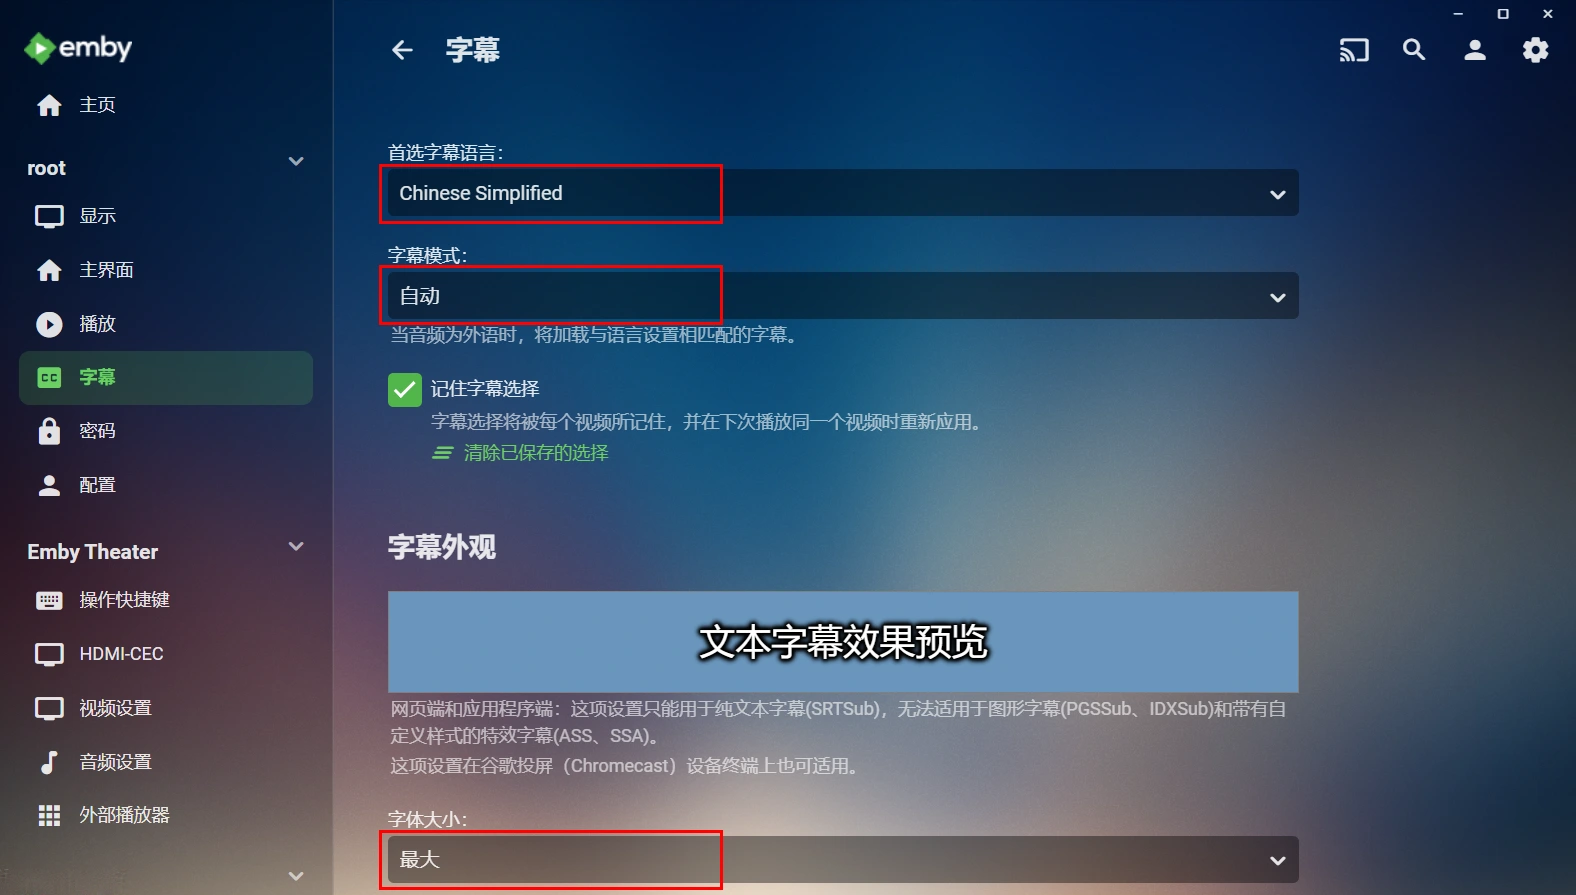 emby
字幕
主页
root
显示
主界面
播放
字幕
密码
配置
Emby Theater
操作快捷键
HDMI-CEC
视频设置
音频设置
外部播放器
首选字幕语言:
Chinese Simplified
字幕模式:
自动
当音频为外语时，将加载与语言设置相匹配的字幕。
记住字幕选择
字幕选择将被每个视频所记住，并在下次播放同一个视频时重新应用。
清除已保存的选择
字幕外观
文本字幕效果预览
网页端和应用程序端：这项设置只能用于纯文本字幕(SRTSub)，无法适用于图形字幕(PGSSub、IDXSub)和带有自
定义样式的特效字幕(ASS、SSA)。
这项设置在谷歌投屏（Chromecast）设备终端上也可适用。
字体大小:
最大